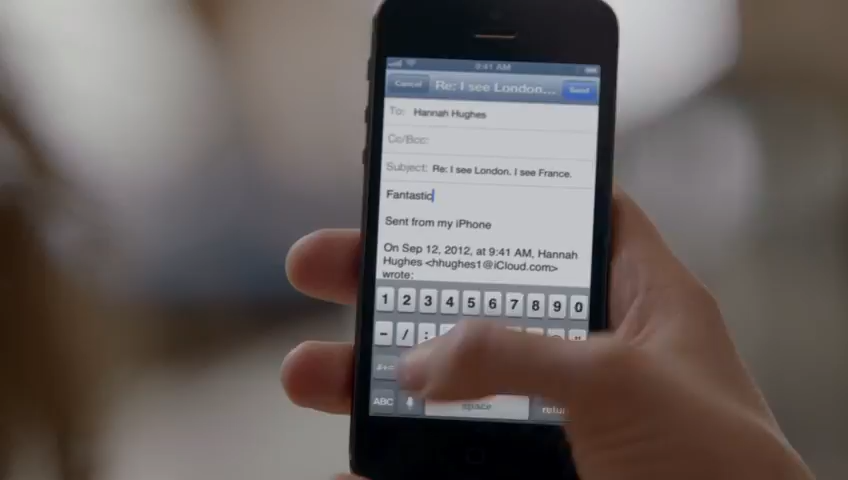 9:41 AM
Cancel
Re: I see London...
Send
To: Hannah Hughes
Cc/Bcc:
Subject: Re: I see London. I see France.
Fantastic
Sent from my iPhone
On Sep 12, 2012, at 9:41 AM, Hannah
Hughes <hhughes1@iCloud.com>
wrote:
1 2 3 4 5 6 7 8 9 0
- / :
#+=
ABC space return